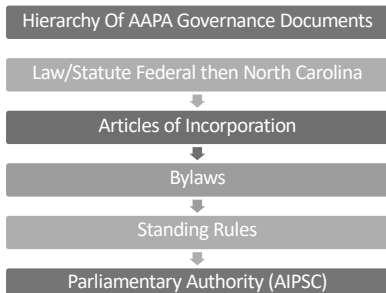 Hierarchy Of AAPA Governance Documents
Law/Statute Federal then North Carolina
Articles of Incorporation
Bylaws
Standing Rules
Parliamentary Authority (AIPSC)